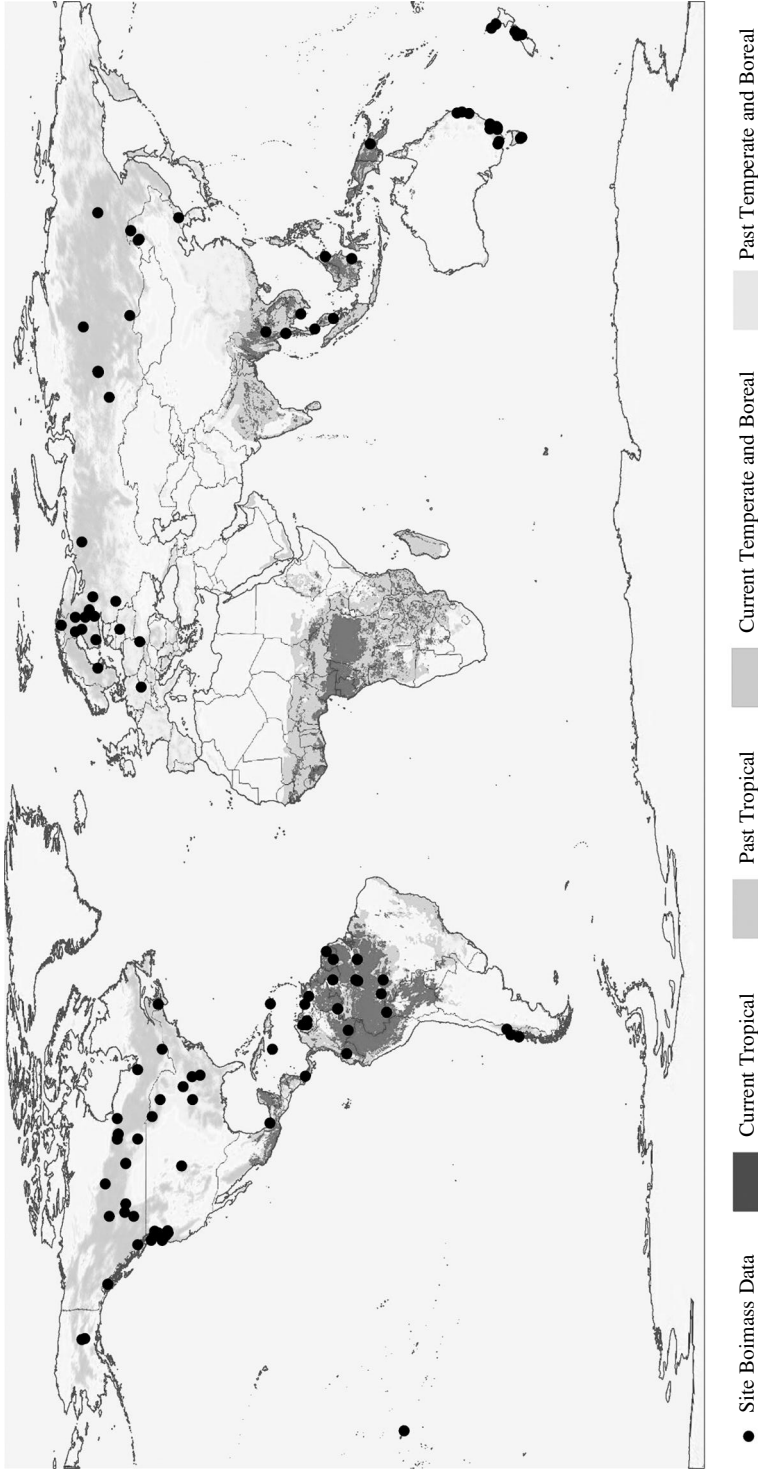 Site Boimass Data
Current Tropical
Past Tropical
Current Temperate and Boreal
Past Temperate and Boreal